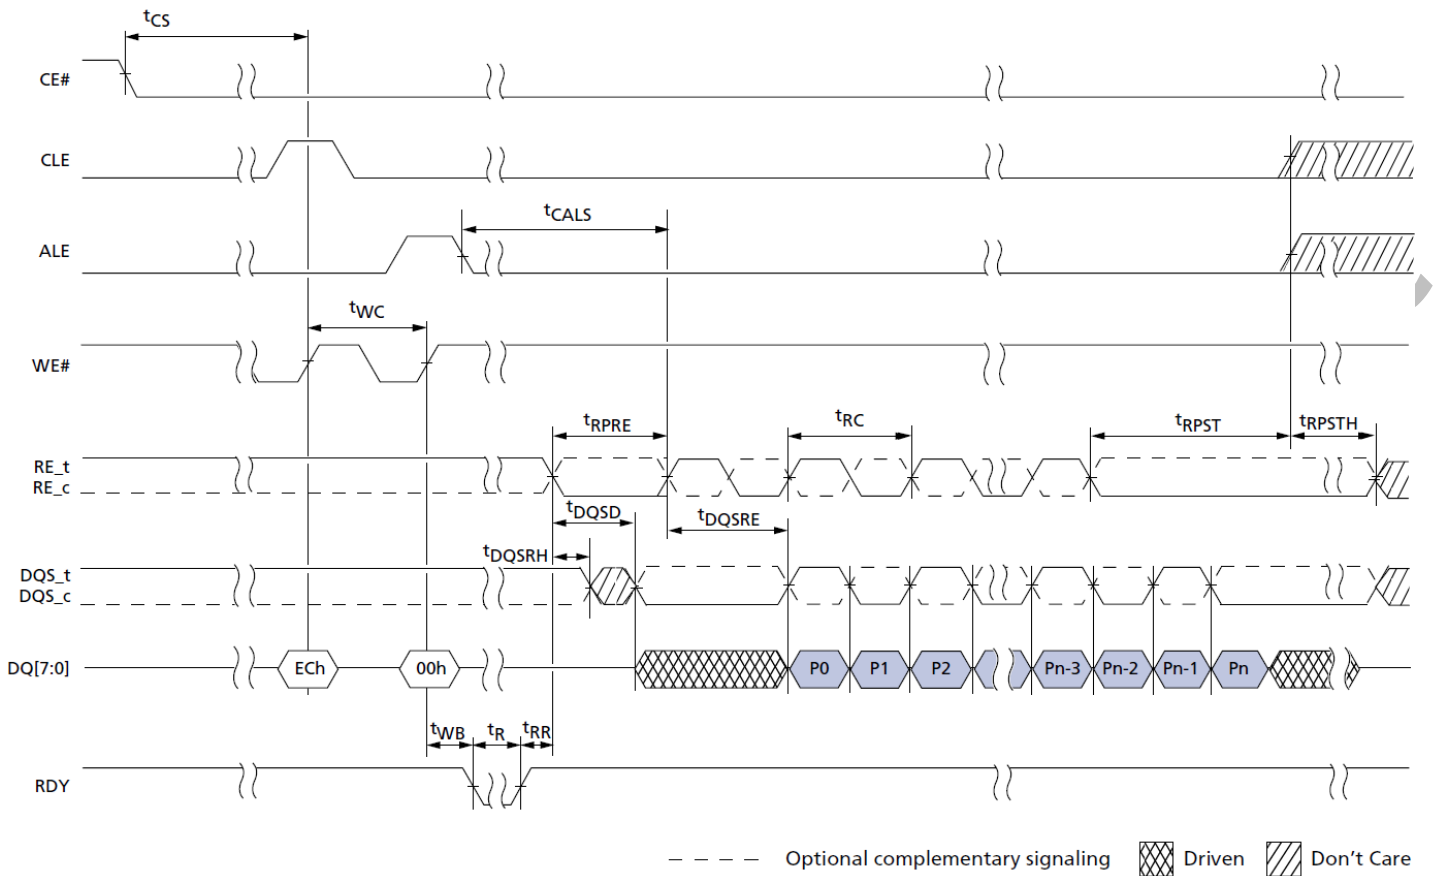 tCS
CE#
CLE
tCALS
ALE
tWC
WE#
tRPRE
tRC
tRPST
tRPSTH
RE_t
RE_c
tDQSD
tDQSRE
tDQSRH
DQS_t
DQS_c
DQ[7:0] ECh 00h P0 P1 P2 Pn-3 Pn-2 Pn-1 Pn
tWB tR tRR
RDY
Optional complementary signaling Driven Don't Care